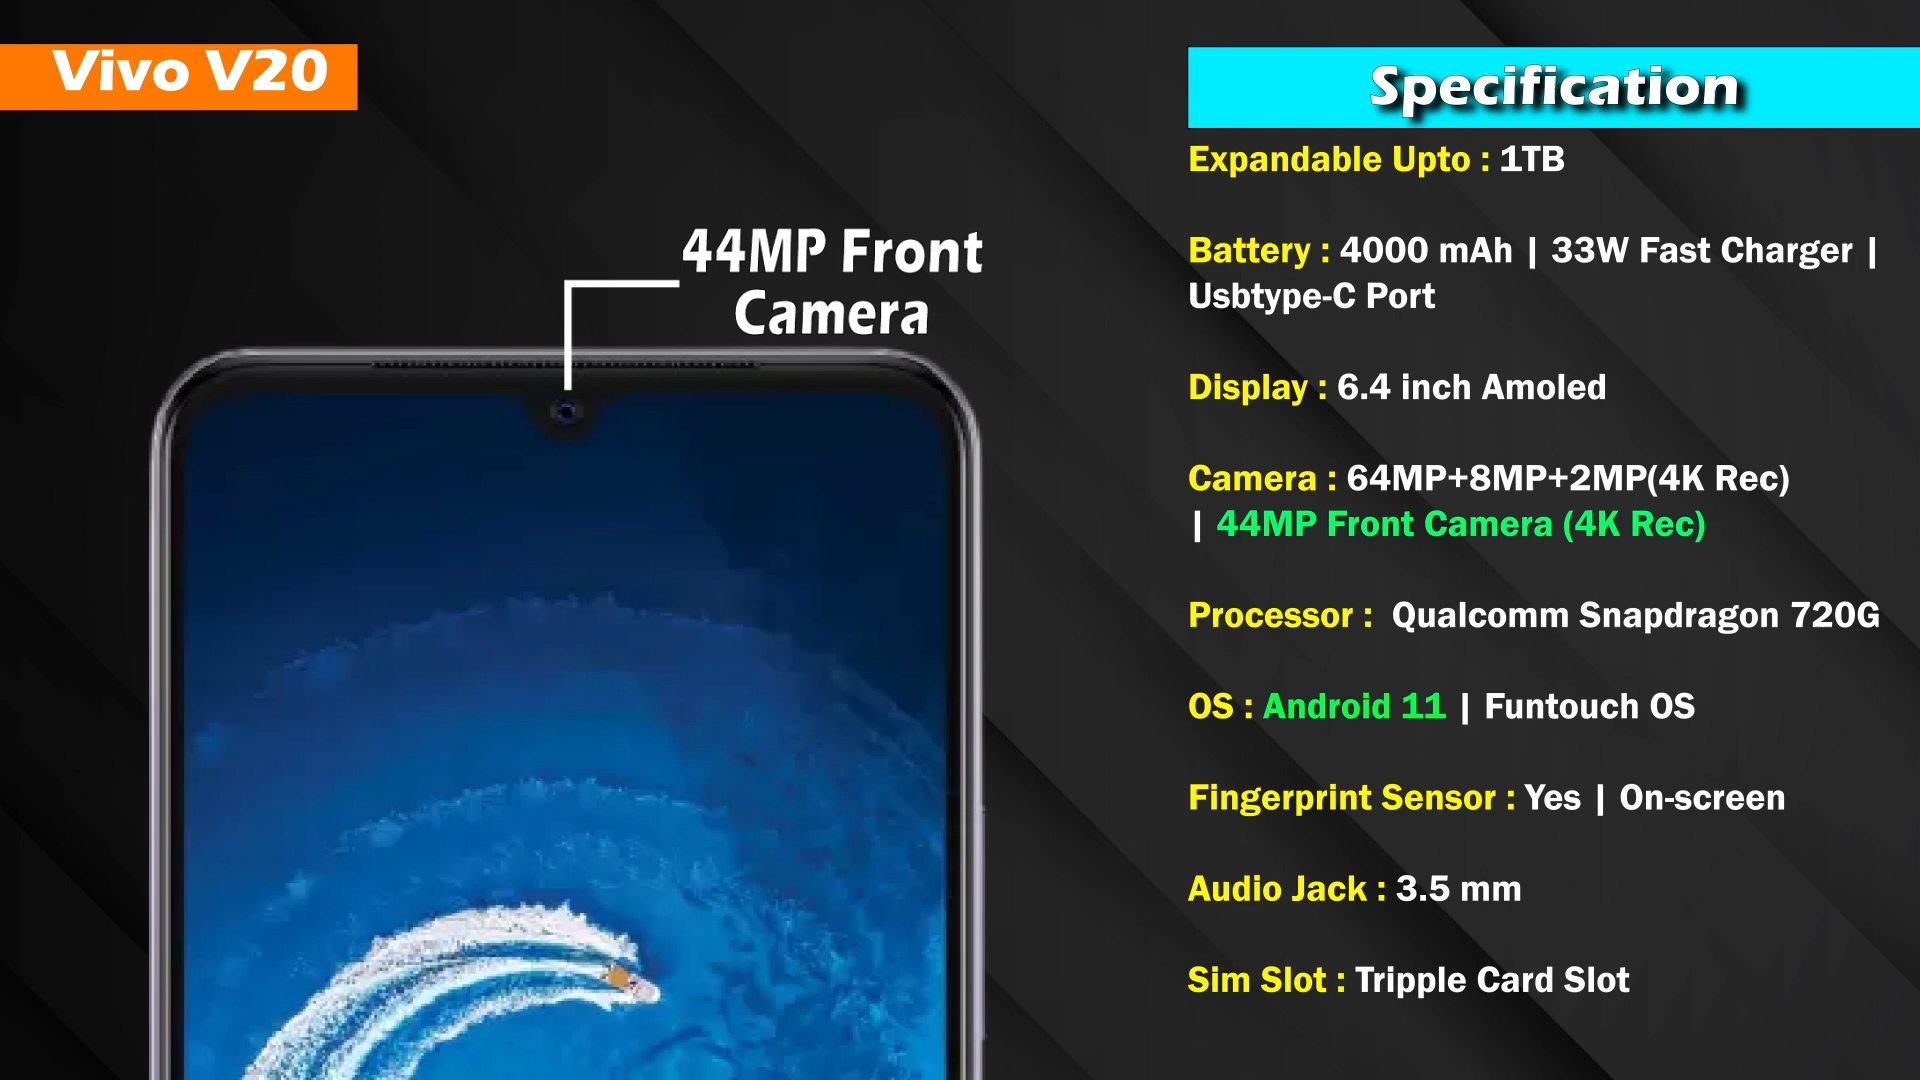 Vivo V20
44MP Front
Camera
Specification
Expandable Upto : 1TB
Battery : 4000 mAh | 33W Fast Charger |
Usbtype-C Port
Display : 6.4 inch Amoled
Camera : 64MP+8MP+2MP(4K Rec)
| 44MP Front Camera (4K Rec)
Processor :  Qualcomm Snapdragon 720G
OS : Android 11 | Funtouch OS
Fingerprint Sensor : Yes | On-screen
Audio Jack : 3.5 mm
Sim Slot : Tripple Card Slot